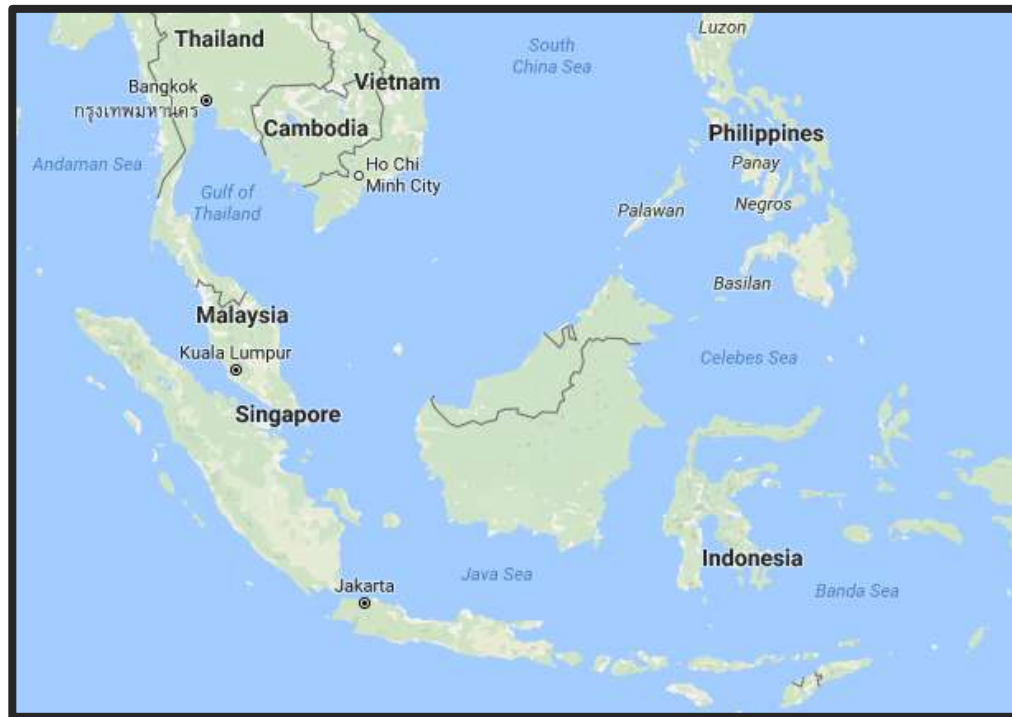 Luzon
Thailand
South
China Sea
Vietnam
Bangkok
กรุงเทพมหานคร
Cambodia
Philippines
Andaman Sea
Ho Chi
Minh City
Panay
Gulf of
Thailand
Palawan
Negros
Basilan
Malaysia
Kuala Lumpur
Celebes Sea
Singapore
Indonesia
Java Sea
Jakarta
Banda Sea